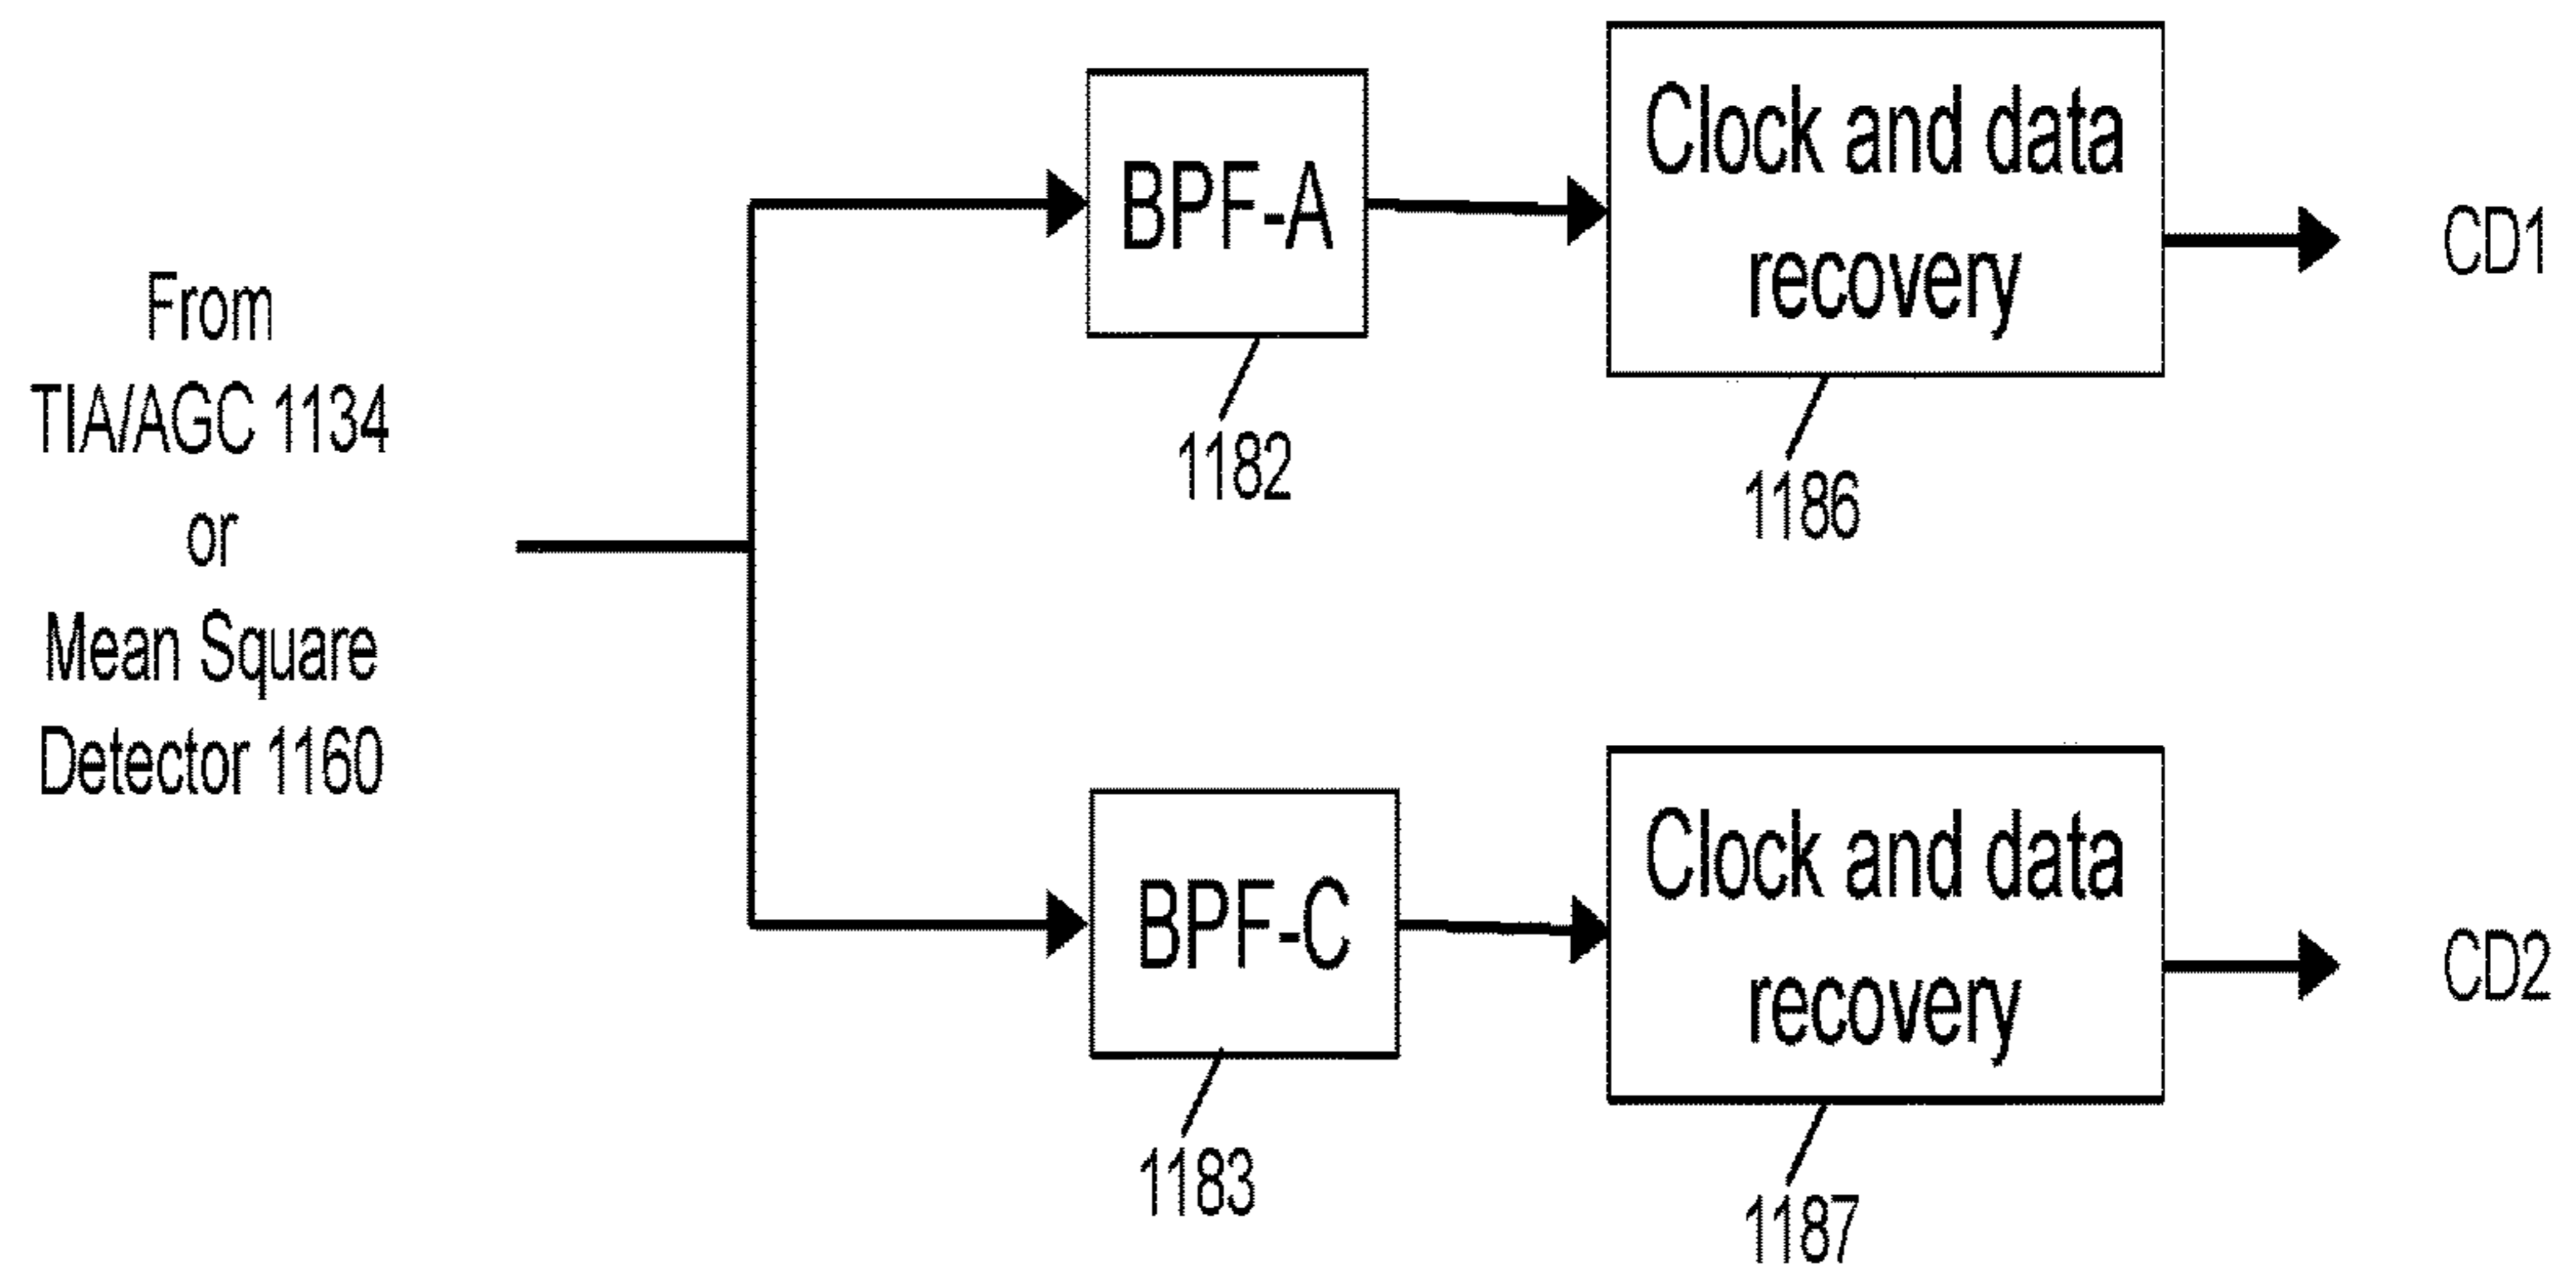 From
TIA/AGC 1134
or
Mean Square
Detector 1160
BPF-A
1182
Clock and data
recovery
1186
CD1
BPF-C
1183
Clock and data
recovery
1187
CD2